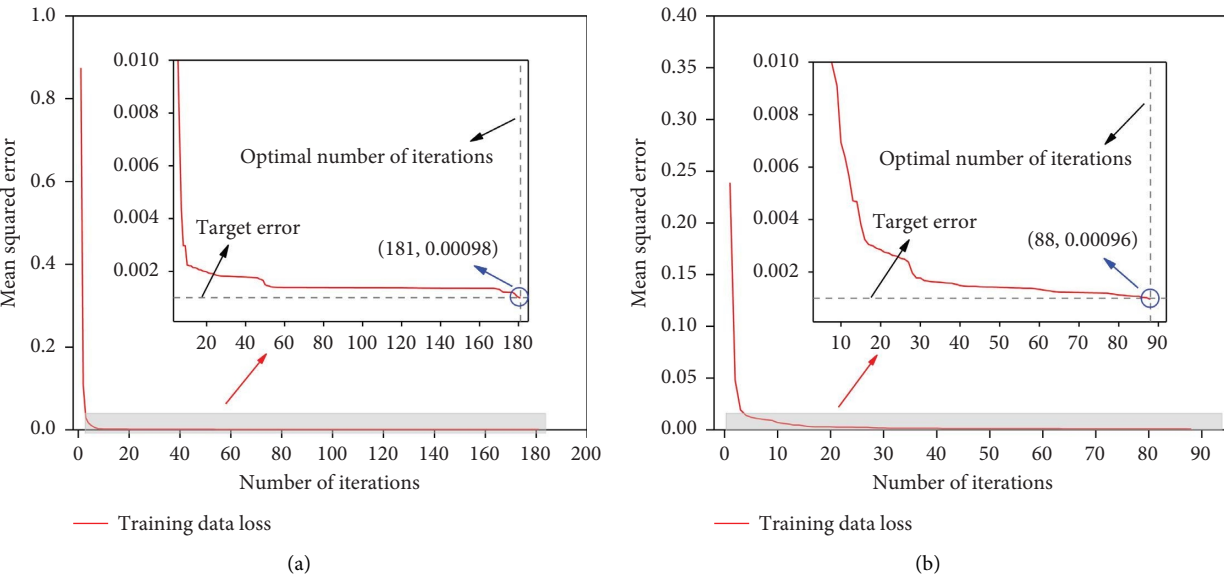 1.0
0.8
0.6
0.4
0.2
0.0
Mean squared error
0 20 40 60 80 100 120 140 160 180 200
Number of iterations
0.010
0.008
0.006
0.004
0.002
20 40 60 80 100 120 140 160 180
Optimal number of iterations
Target error
(181, 0.00098)
Training data loss
(a)
0.40
0.35
0.30
0.25
0.20
0.15
0.10
0.05
0.00
Mean squared error
0 10 20 30 40 50 60 70 80 90
Number of iterations
0.010
0.008
0.006
0.004
0.002
10 20 30 40 50 60 70 80 90
Optimal number of iterations
Target error
(88, 0.00096)
Training data loss
(b)